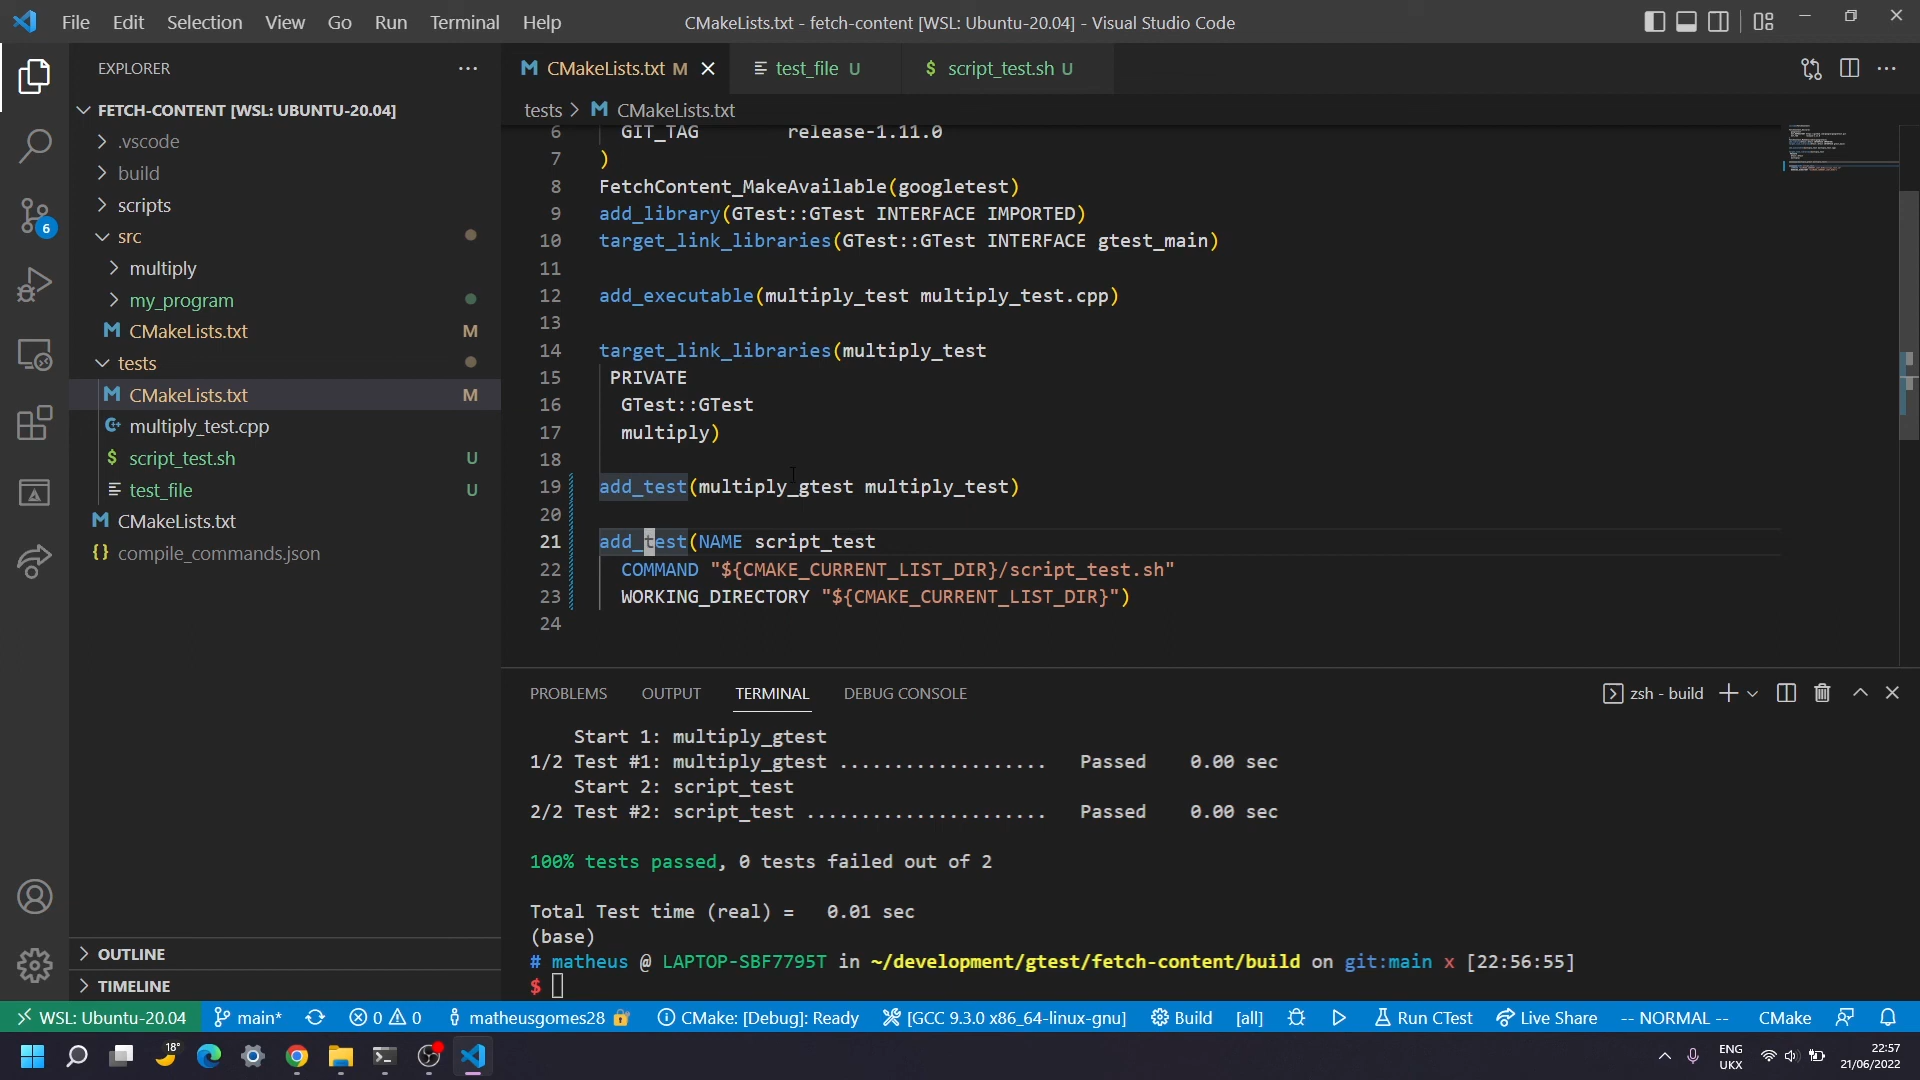 File Edit Selection View Go Run Terminal Help
CMakeLists.txt - fetch-content [WSL: Ubuntu-20.04] - Visual Studio Code
EXPLORER
FETCH-CONTENT [WSL: UBUNTU-20.04]
.vscode
build
scripts
src
multiply
my_program
CMakeLists.txt M
tests
CMakeLists.txt M
multiply_test.cpp
$ script_test.sh U
test_file U
CMakeLists.txt
{} compile_commands.json
OUTLINE
TIMELINE
6
CMakeLists.txt M
test_file U
$ script_test.sh U
tests > CMakeLists.txt
6 GIT_TAG release-1.11.0
7 )
8 FetchContent_MakeAvailable(googletest)
9 add_library(GTest::GTest INTERFACE IMPORTED)
10 target_link_libraries(GTest::GTest INTERFACE gtest_main)
11
12 add_executable(multiply_test multiply_test.cpp)
13
14 target_link_libraries(multiply_test
15 PRIVATE
16 GTest::GTest
17 multiply)
18
19 add_test(multiply_gtest multiply_test)
20
21 add_test(NAME script_test
22 COMMAND "${CMAKE_CURRENT_LIST_DIR}/script_test.sh"
23 WORKING_DIRECTORY "${CMAKE_CURRENT_LIST_DIR}")
24
PROBLEMS OUTPUT TERMINAL DEBUG CONSOLE
zsh - build
Start 1: multiply_gtest
1/2 Test #1: multiply_gtest ................... Passed 0.00 sec
Start 2: script_test
2/2 Test #2: script_test ...................... Passed 0.00 sec
100% tests passed, 0 tests failed out of 2
Total Test time (real) = 0.01 sec
(base)
# matheus @ LAPTOP-SBF7795T in ~/development/gtest/fetch-content/build on git:main x [22:56:55]
$
WSL: Ubuntu-20.04 main* 0 0 matheusgomes28 CMake: [Debug]: Ready [GCC 9.3.0 x86_64-linux-gnu] Build [all] Run CTest Live Share -- NORMAL -- CMake
18°
ENG
UKX
22:57
21/06/2022